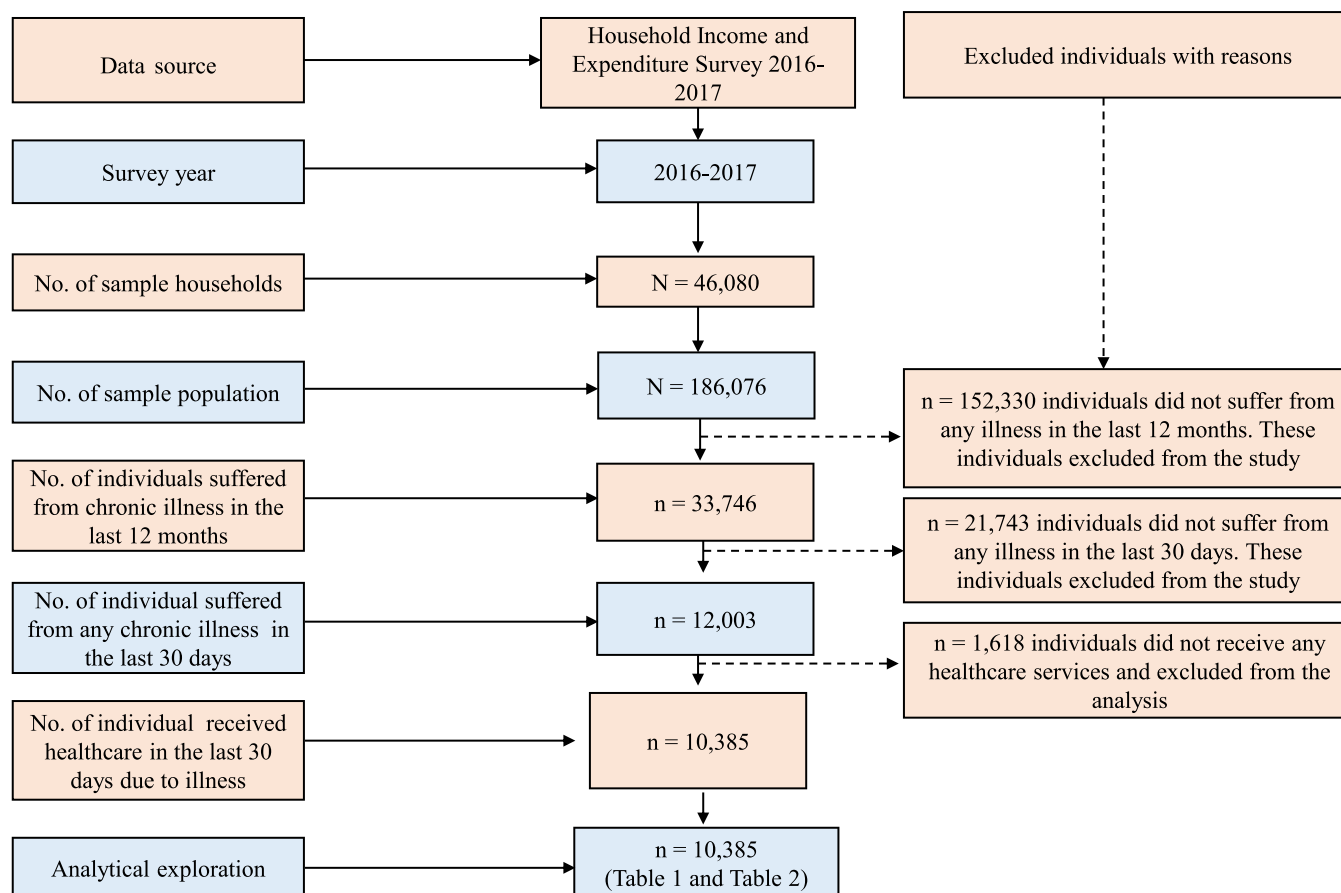 Data source
Household Income and
Expenditure Survey 2016-
2017
Excluded individuals with reasons
Survey year
2016-2017
No. of sample households
N = 46,080
No. of sample population
N = 186,076
n = 152,330 individuals did not suffer from
any illness in the last 12 months. These
individuals excluded from the study
No. of individuals suffered
from chronic illness in the
last 12 months
n = 33,746
n = 21,743 individuals did not suffer from
any illness in the last 30 days. These
individuals excluded from the study
No. of individual suffered
from any chronic illness in
the last 30 days
n = 12,003
n = 1,618 individuals did not receive any
healthcare services and excluded from the
analysis
No. of individual received
healthcare in the last 30
days due to illness
n = 10,385
Analytical exploration
n = 10,385
(Table 1 and Table 2)